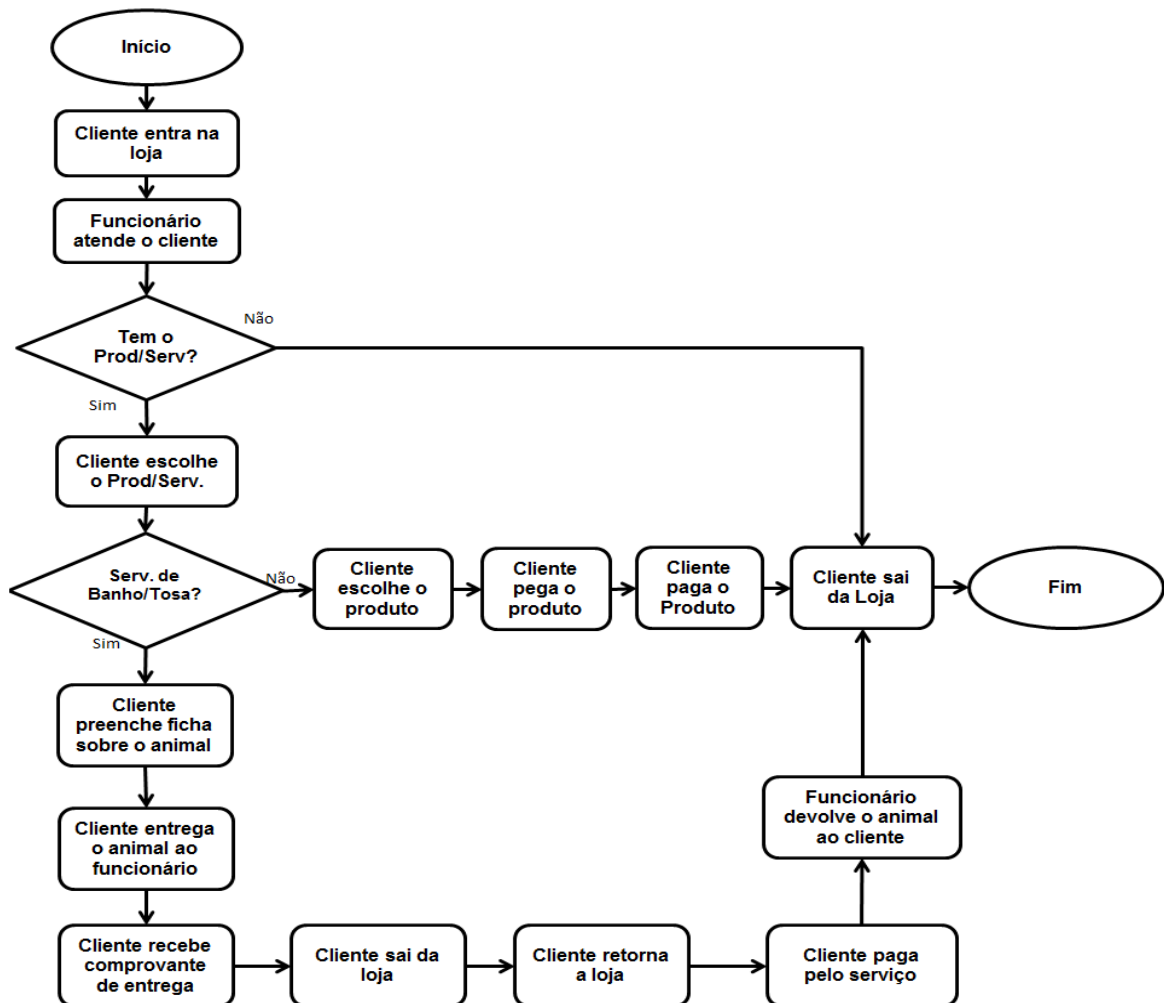 Início
Cliente entra na
loja
Funcionário
atende o cliente
Não
Tem o
Prod/Serv?
Sim
Cliente escolhe
o Prod/Serv.
Serv. de
Banho/Tosa?
Não
Cliente
escolhe o
produto
Cliente
pega o
produto
Cliente
paga o
Produto
Cliente sai
da Loja
Fim
Sim
Cliente
preenche ficha
sobre o animal
Funcionário
devolve o animal
ao cliente
Cliente entrega
o animal ao
funcionário
Cliente recebe
comprovante
de entrega
Cliente sai da
loja
Cliente retorna
a loja
Cliente paga
pelo serviço